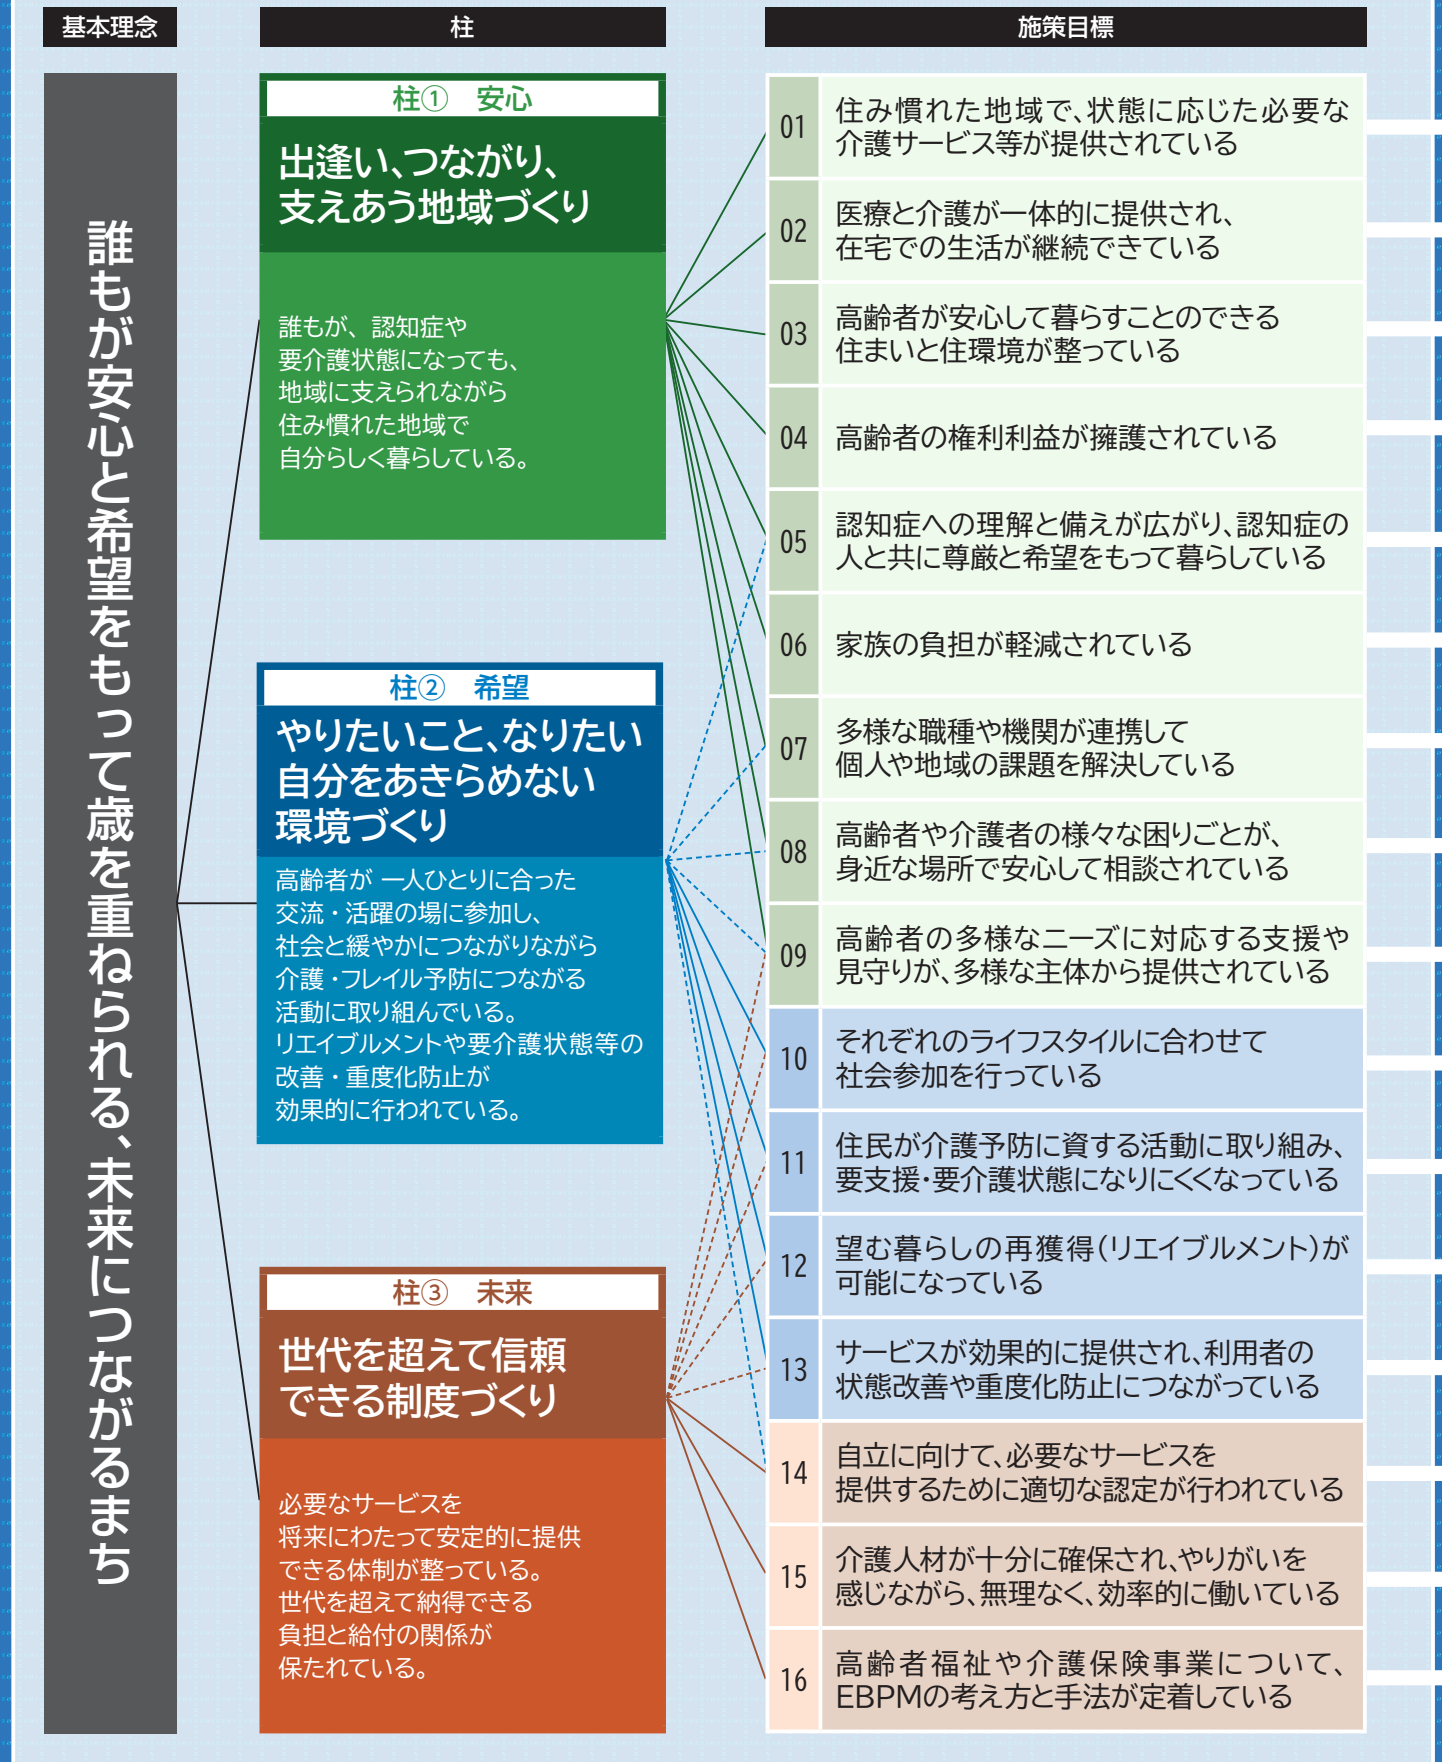 基本理念
柱
施策目標
誰もが安心と希望をもって歳を重ねられる、未来につながるまち
柱① 安心
出逢い、つながり、
支えあう地域づくり
誰もが、認知症や
要介護状態になっても、
地域に支えられながら
住み慣れた地域で
自分らしく暮らしている。
柱② 希望
やりたいこと、なりたい
自分をあきらめない
環境づくり
高齢者が 一人ひとりに合った
交流・活躍の場に参加し、
社会と緩やかにつながりながら
介護・フレイル予防につながる
活動に取り組んでいる。
リエイブルメントや要介護状態等の
改善・重度化防止が
効果的に行われている。
柱③ 未来
世代を超えて信頼
できる制度づくり
必要なサービスを
将来にわたって安定的に提供
できる体制が整っている。
世代を超えて納得できる
負担と給付の関係が
保たれている。
01
住み慣れた地域で、状態に応じた必要な
介護サービス等が提供されている
02
医療と介護が一体的に提供され、
在宅での生活が継続できている
03
高齢者が安心して暮らすことのできる
住まいと住環境が整っている
04
高齢者の権利利益が擁護されている
05
認知症への理解と備えが広がり、認知症の
人と共に尊厳と希望をもって暮らしている
06
家族の負担が軽減されている
07
多様な職種や機関が連携して
個人や地域の課題を解決している
08
高齢者や介護者の様々な困りごとが、
身近な場所で安心して相談されている
09
高齢者の多様なニーズに対応する支援や
見守りが、多様な主体から提供されている
10
それぞれのライフスタイルに合わせて
社会参加を行っている
11
住民が介護予防に資する活動に取り組み、
要支援・要介護状態になりにくくなっている
12
望む暮らしの再獲得(リエイブルメント)が
可能になっている
13
サービスが効果的に提供され、利用者の
状態改善や重度化防止につながっている
14
自立に向けて、必要なサービスを
提供するために適切な認定が行われている
15
介護人材が十分に確保され、やりがいを
感じながら、無理なく、効率的に働いている
16
高齢者福祉や介護保険事業について、
EBPMの考え方と手法が定着している